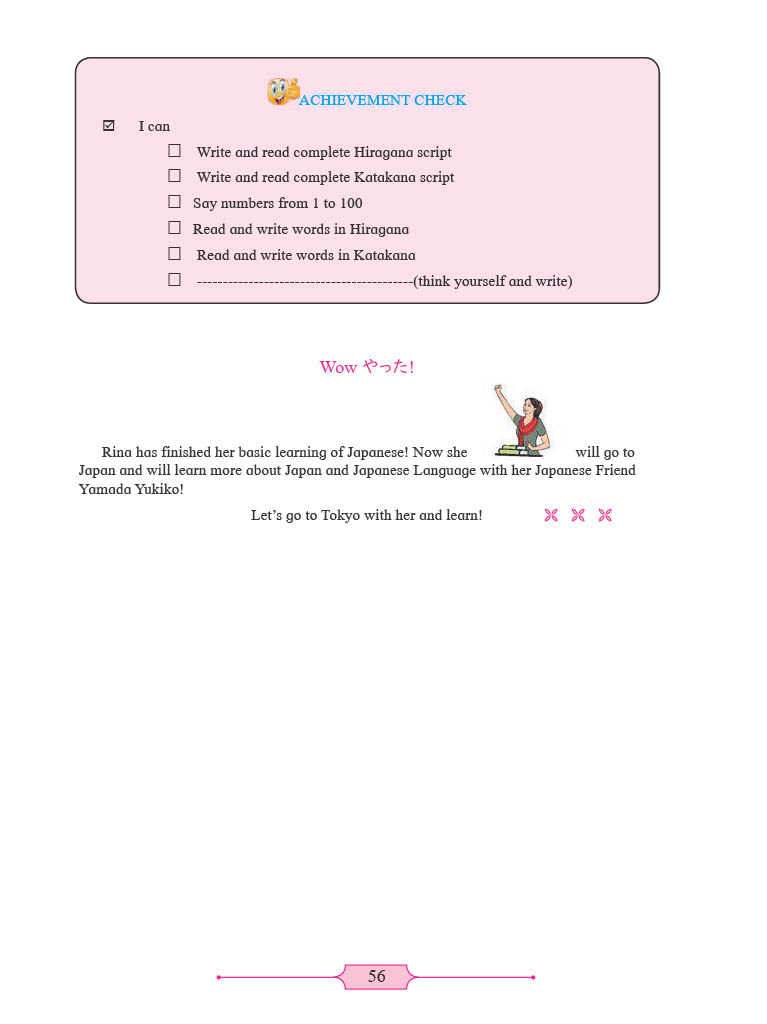 ACHIEVEMENT CHECK
☑ I can
☐ Write and read complete Hiragana script
☐ Write and read complete Katakana script
☐ Say numbers from 1 to 100
☐ Read and write words in Hiragana
☐ Read and write words in Katakana
☐ ------------------------------------------(think yourself and write)
Wow やった!
Rina has finished her basic learning of Japanese! Now she will go to
Japan and will learn more about Japan and Japanese Language with her Japanese Friend
Yamada Yukiko!
Let’s go to Tokyo with her and learn!
56